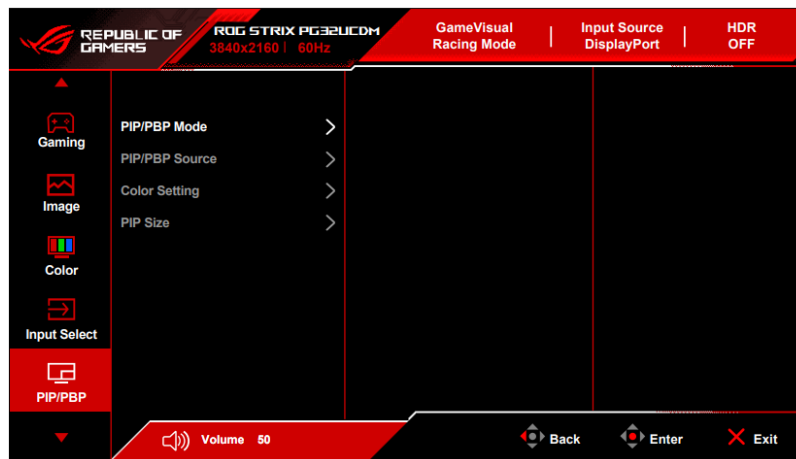 REPUBLIC OF
GAMERS
ROG STRIX PG32UCDM
3840x2160 | 60Hz
GameVisual
Racing Mode
Input Source
DisplayPort
HDR
OFF
Gaming
Image
Color
Input Select
PIP/PBP
PIP/PBP Mode
PIP/PBP Source
Color Setting
PIP Size
Volume 50
Back
Enter
Exit